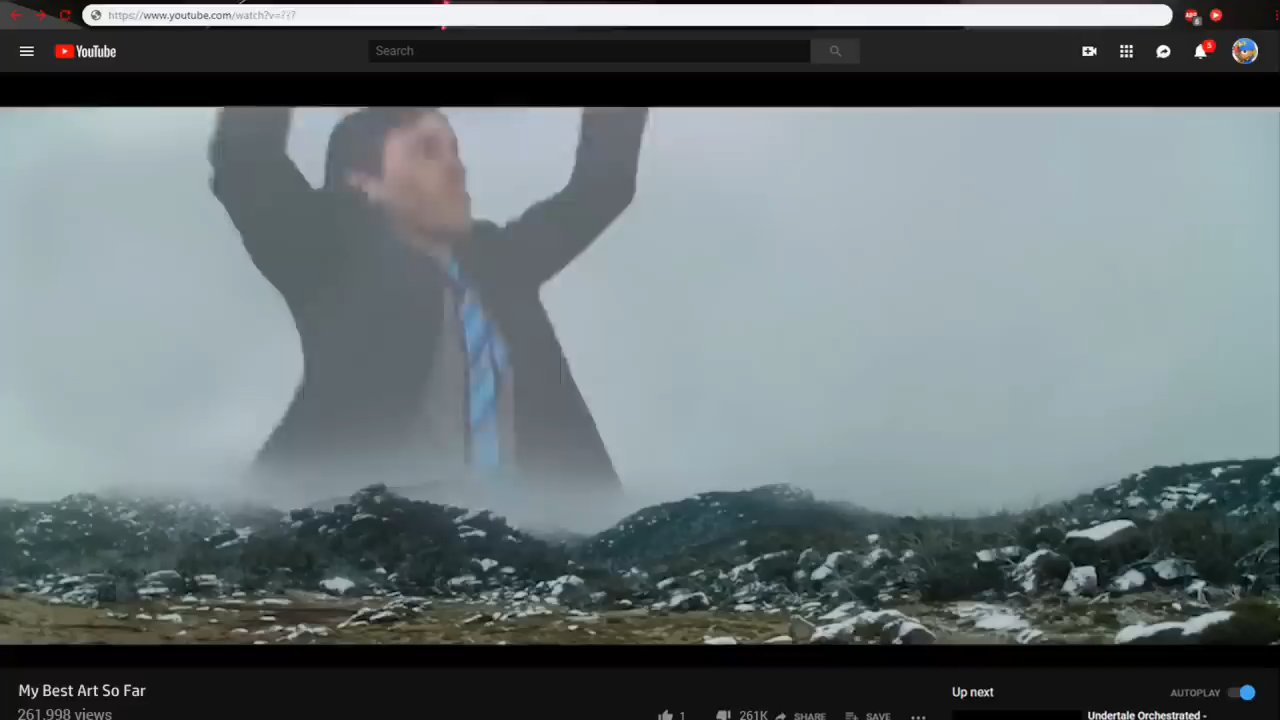 https://www.youtube.com/watch?v=???
YouTube
Search
5
My Best Art So Far
261,998 views
1
261K
SHARE
SAVE
Up next
AUTOPLAY
Undertale Orchestrated -